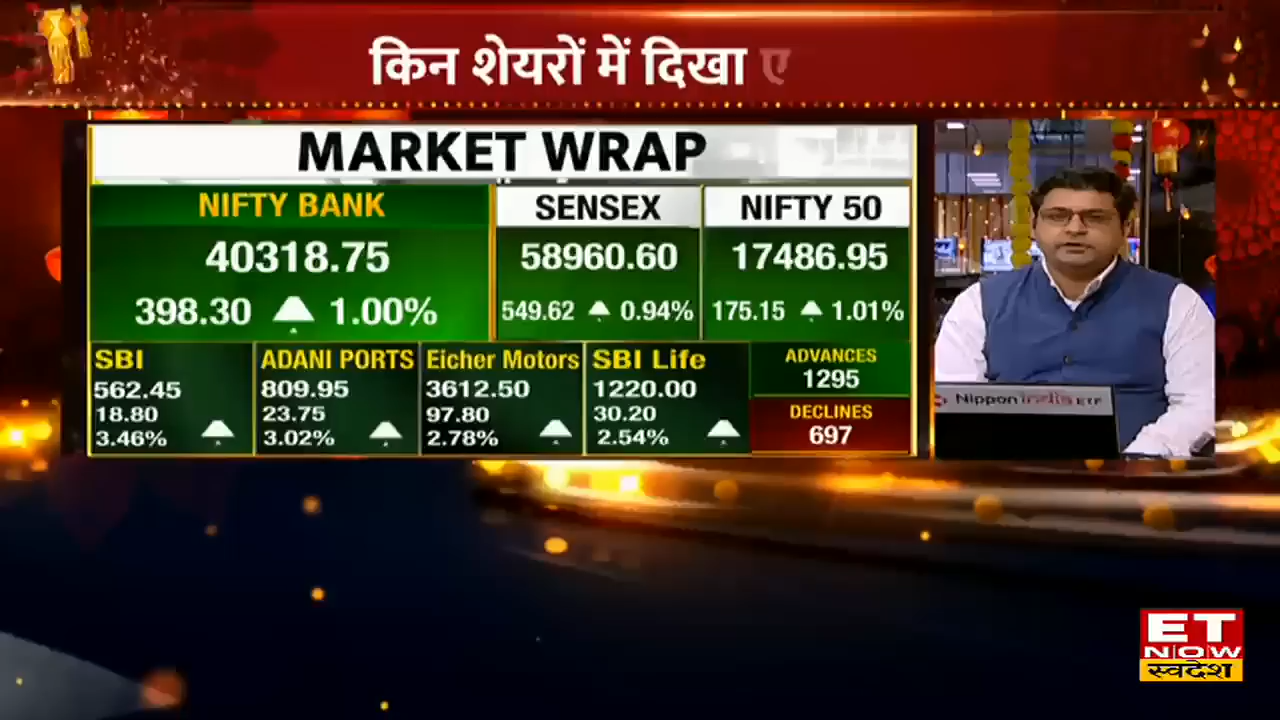 किन शेयरों में दिखा ए
MARKET WRAP
NIFTY BANK
40318.75
398.30 1.00%
SENSEX
58960.60
549.62 0.94%
NIFTY 50
17486.95
175.15 1.01%
SBI
562.45
18.80
3.46%
ADANI PORTS
809.95
23.75
3.02%
Eicher Motors
3612.50
97.80
2.78%
SBI Life
1220.00
30.20
2.54%
ADVANCES
1295
DECLINES
697
Nippon india ETF
ET
NOW
स्वदेश